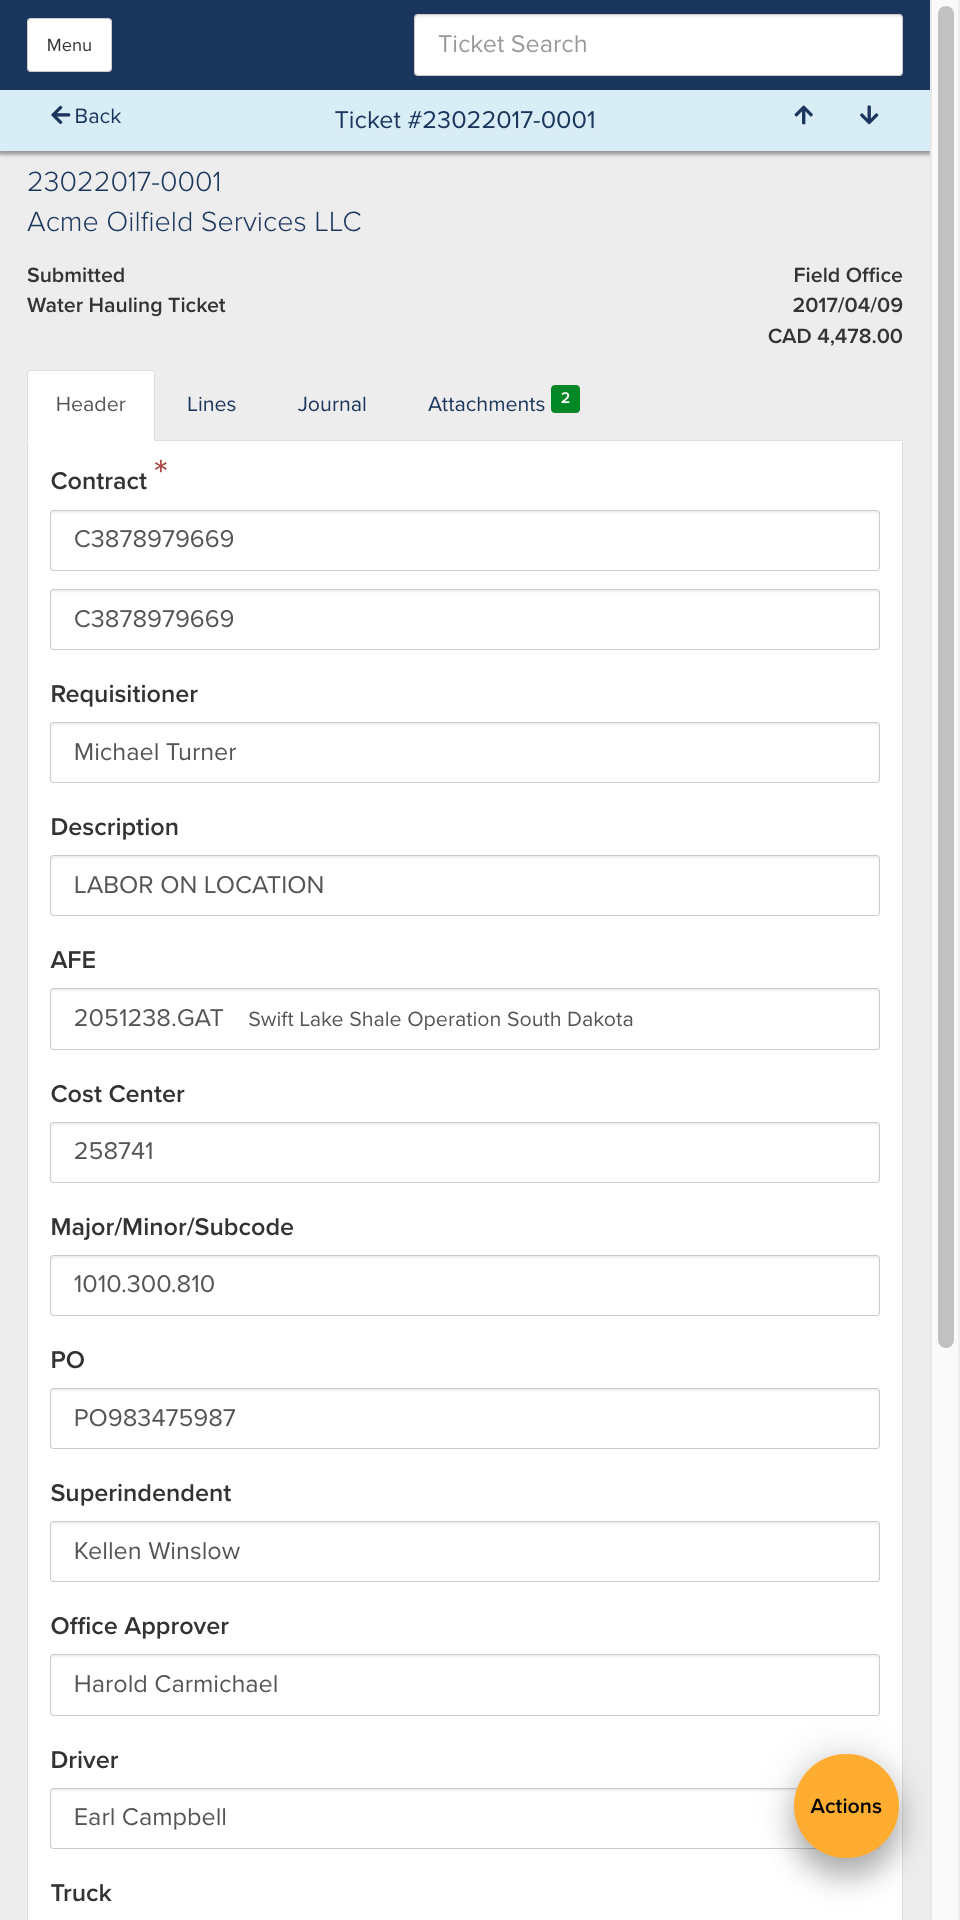 Menu
Ticket Search
Back
Ticket #23022017-0001
23022017-0001
Acme Oilfield Services LLC
Submitted
Field Office
Water Hauling Ticket
2017/04/09
CAD 4,478.00
Header
Lines
Journal
Attachments 2
Contract *
C3878979669
C3878979669
Requisitioner
Michael Turner
Description
LABOR ON LOCATION
AFE
2051238.GAT Swift Lake Shale Operation South Dakota
Cost Center
258741
Major/Minor/Subcode
1010.300.810
PO
PO983475987
Superindendent
Kellen Winslow
Office Approver
Harold Carmichael
Driver
Earl Campbell
Actions
Truck